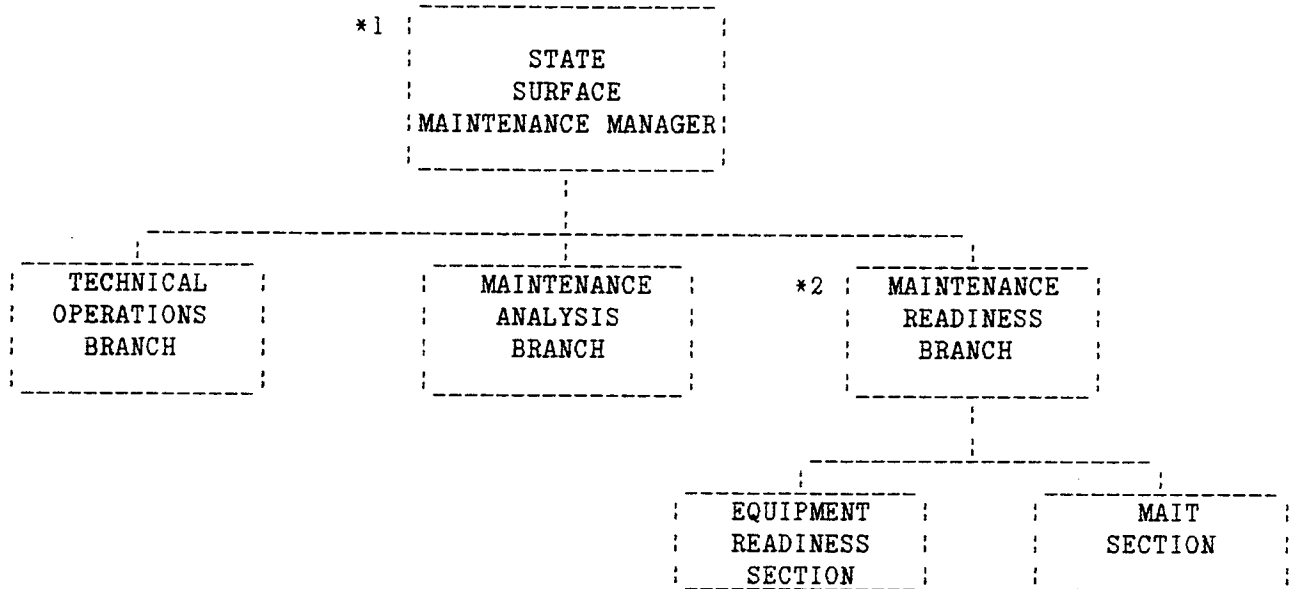 *1
STATE
SURFACE
MAINTENANCE MANAGER
TECHNICAL
OPERATIONS
BRANCH
MAINTENANCE
ANALYSIS
BRANCH
*2
MAINTENANCE
READINESS
BRANCH
EQUIPMENT
READINESS
SECTION
MAIT
SECTION